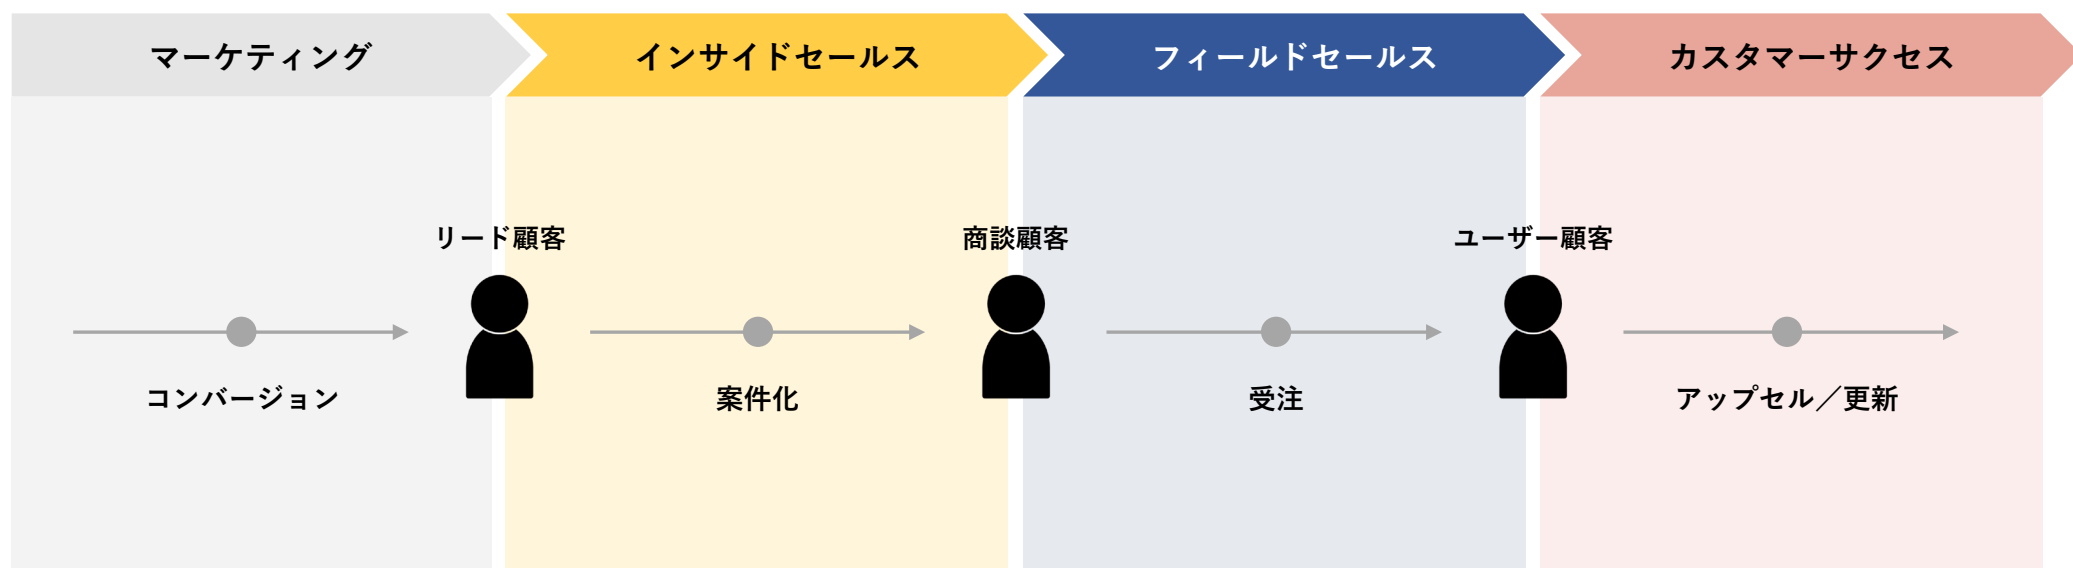 マーケティング
インサイドセールス
フィールドセールス
カスタマーサクセス
リード顧客
商談顧客
ユーザー顧客
コンバージョン
案件化
受注
アップセル／更新